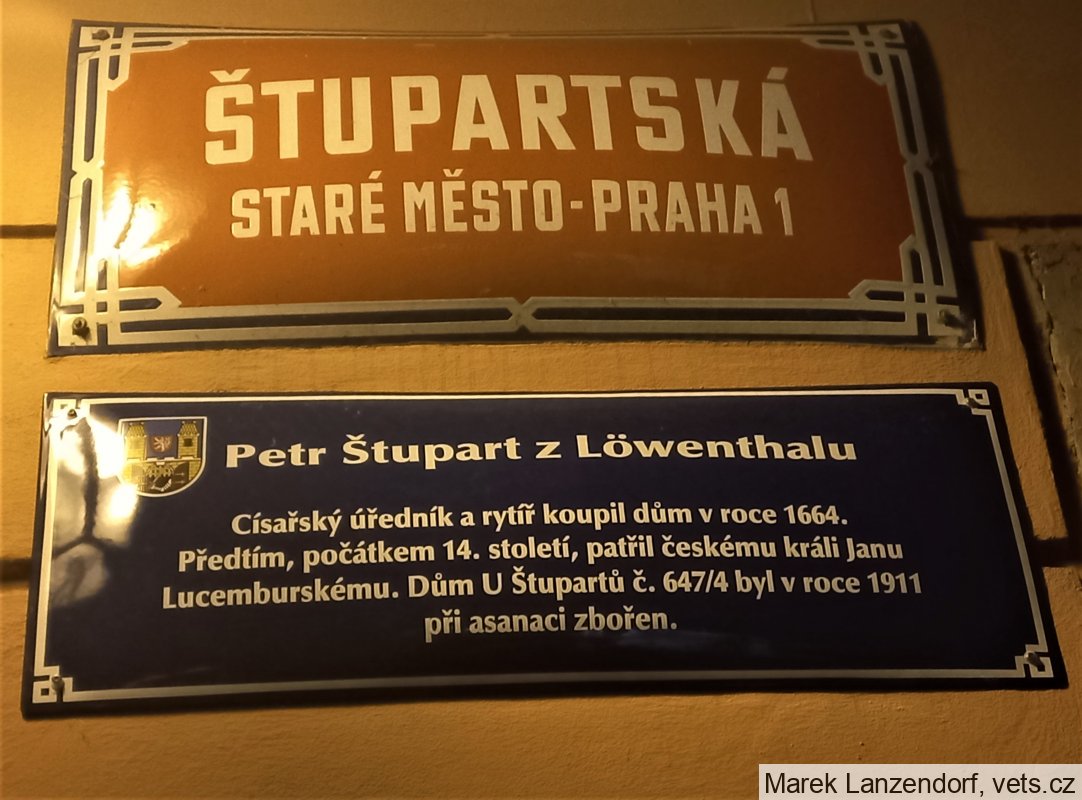 ŠTUPARTSKÁ
STARÉ MĚSTO-PRAHA 1
Petr Štupart z Löwenthalu
Císařský úředník a rytíř koupil dům v roce 1664.
Předtím, počátkem 14. století, patřil českému králi Janu
Lucemburskému. Dům U Štupartů č. 647/4 byl v roce 1911
při asanaci zbořen.
Marek Lanzendorf, vets.cz